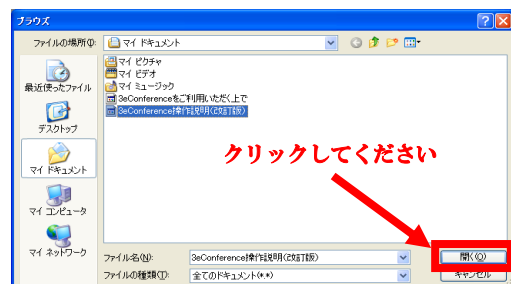 ブラウズ
ファイルの場所(I):
マイ ドキュメント
マイ ピクチャ
マイ ビデオ
マイ ミュージック
3eConferenceをご利用いただく上で
3eConference操作説明(改訂版)
最近使ったファイル
デスクトップ
マイ ドキュメント
マイ コンピュータ
マイ ネットワーク
クリックしてください
ファイル名(N):
3eConference操作説明(改訂版)
開く(O)
ファイルの種類(T):
全てのドキュメント(*.*)
キャンセル